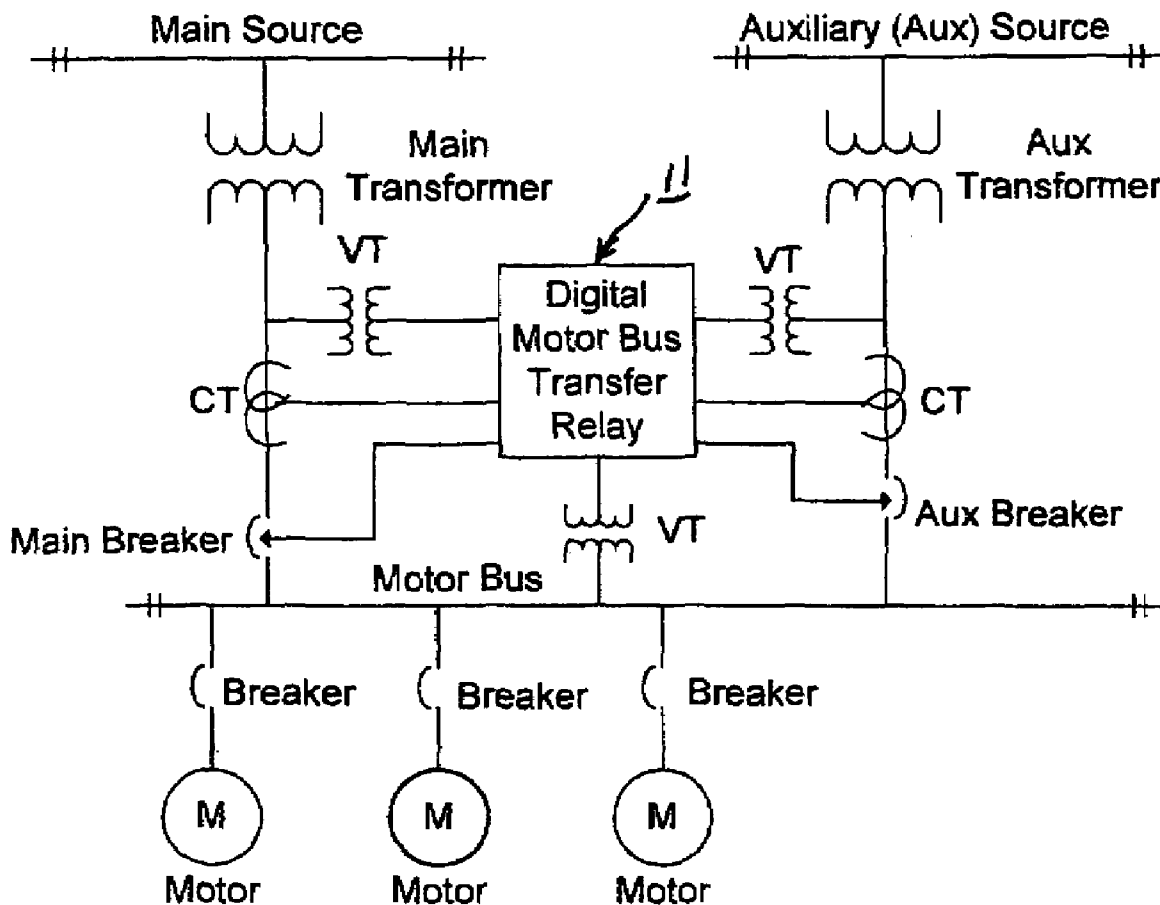 Main Source
Auxiliary (Aux) Source
Main
Transformer
Aux
Transformer
11
VT
VT
Digital
Motor Bus
Transfer
Relay
CT
CT
Main Breaker
Aux Breaker
VT
Motor Bus
Breaker
Breaker
Breaker
M
M
M
Motor
Motor
Motor